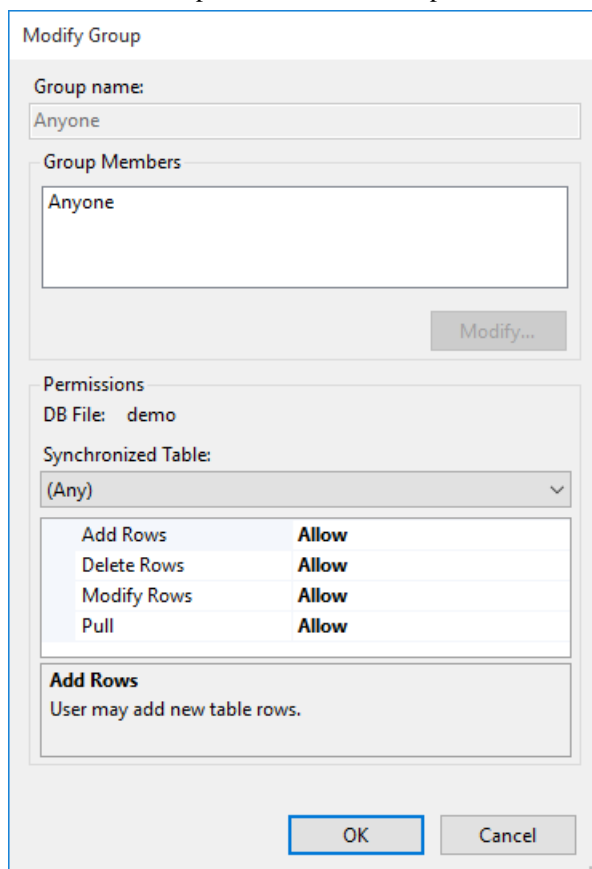 Modify Group
Group name:
Anyone
Group Members
Anyone
Modify...
Permissions
DB File: demo
Synchronized Table:
(Any)
Add Rows Allow
Delete Rows Allow
Modify Rows Allow
Pull Allow
Add Rows
User may add new table rows.
OK Cancel